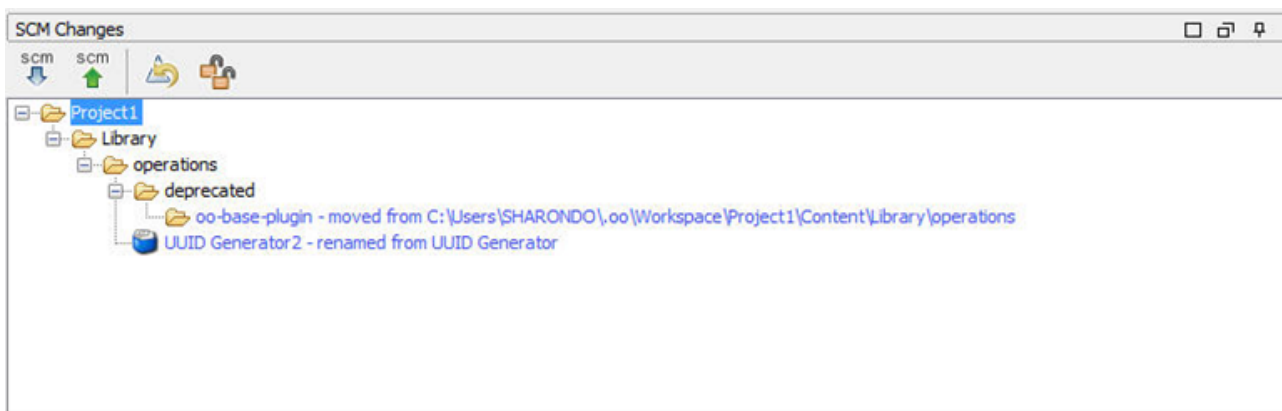 SCM Changes
scm scm
Project1
Library
operations
deprecated
oo-base-plugin - moved from C:\Users\SHARONDO\.oo\Workspace\Project1\Content\Library\operations
UUID Generator2 - renamed from UUID Generator